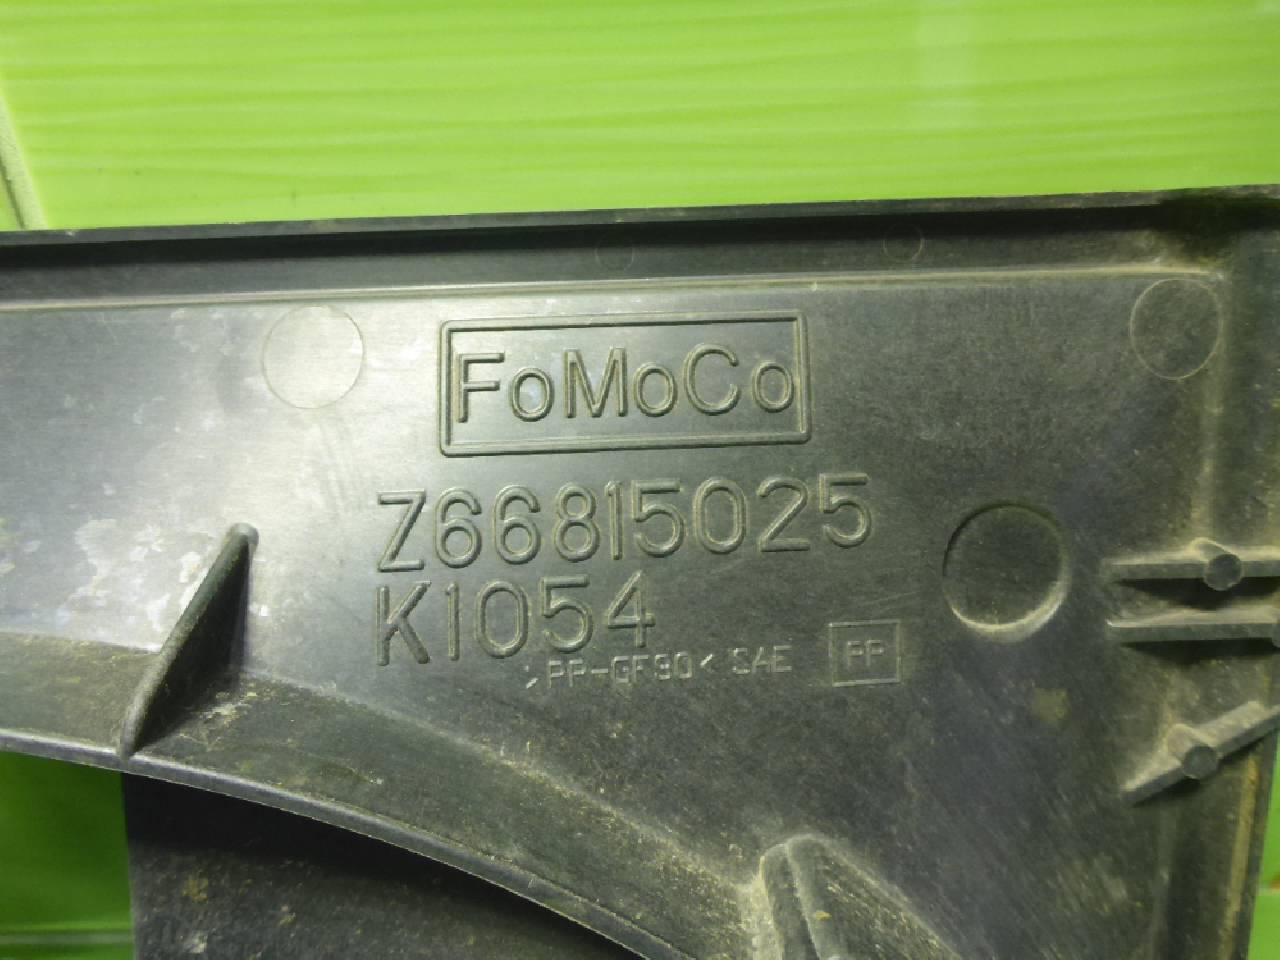 FoMoCo
Z66815025
K1054
>PP-GF30< SAE PP